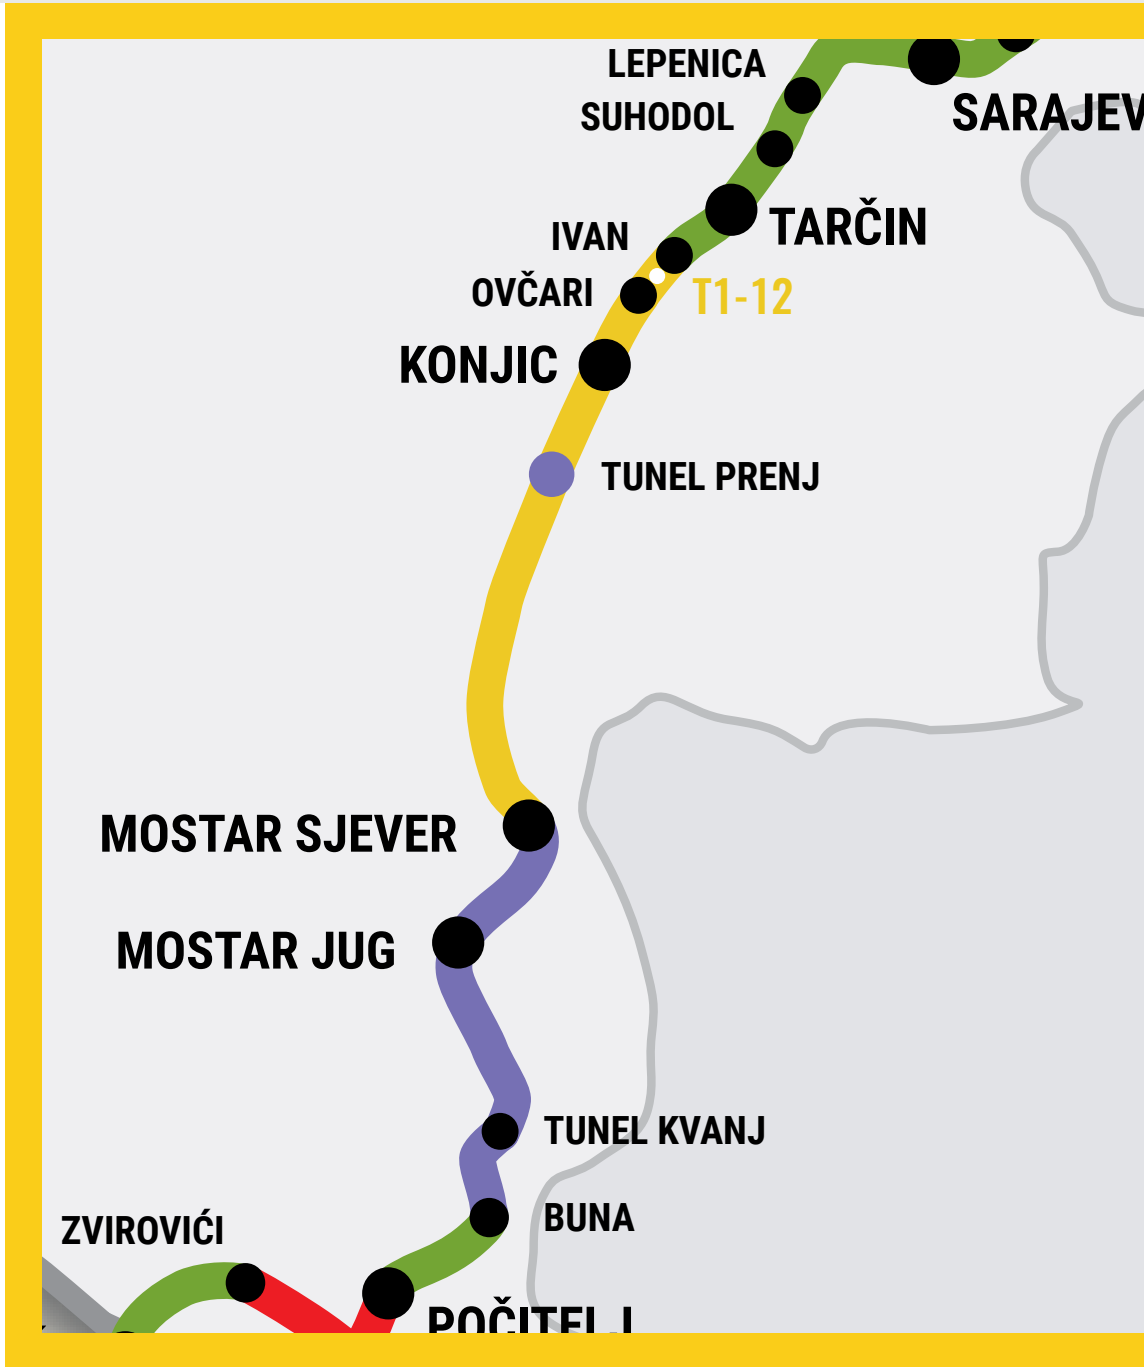 LEPENICA
SARAJEV
SUHODOL
TARČIN
IVAN
OVČARI
T1-12
KONJIC
TUNEL PRENJ
MOSTAR SJEVER
MOSTAR JUG
TUNEL KVANJ
BUNA
ZVIROVIĆI
POČITELJ